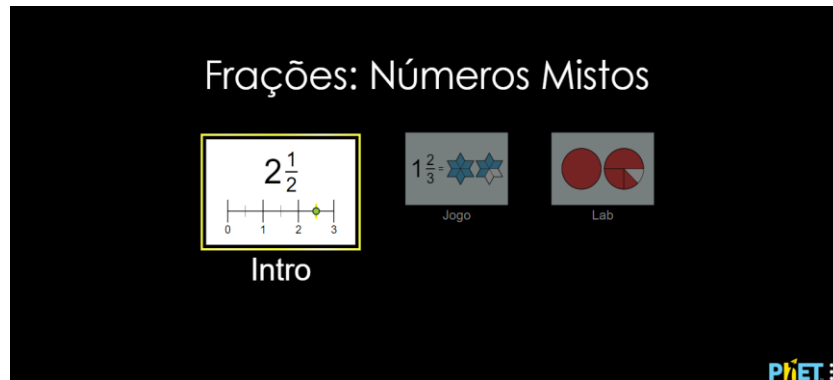 Frações: Números Mistos
2 1/2
0 1 2 3
Intro
1 2/3 =
Jogo
Lab
PhET